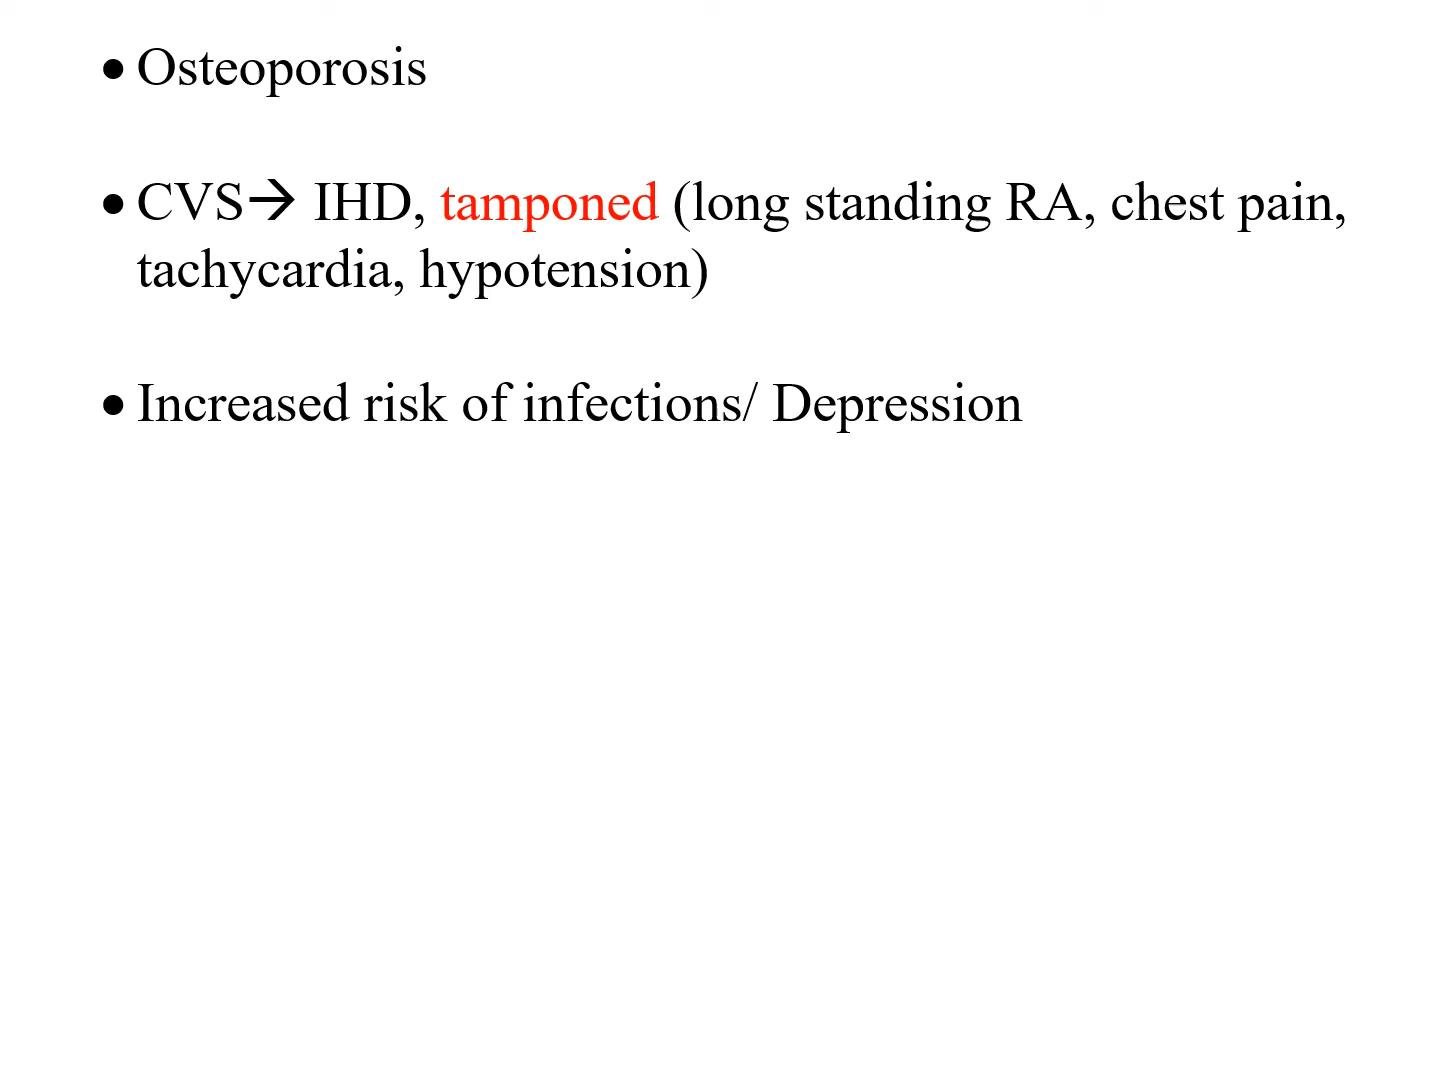 • Osteoporosis
• CVS→ IHD, tamponed (long standing RA, chest pain,
tachycardia, hypotension)
• Increased risk of infections/ Depression